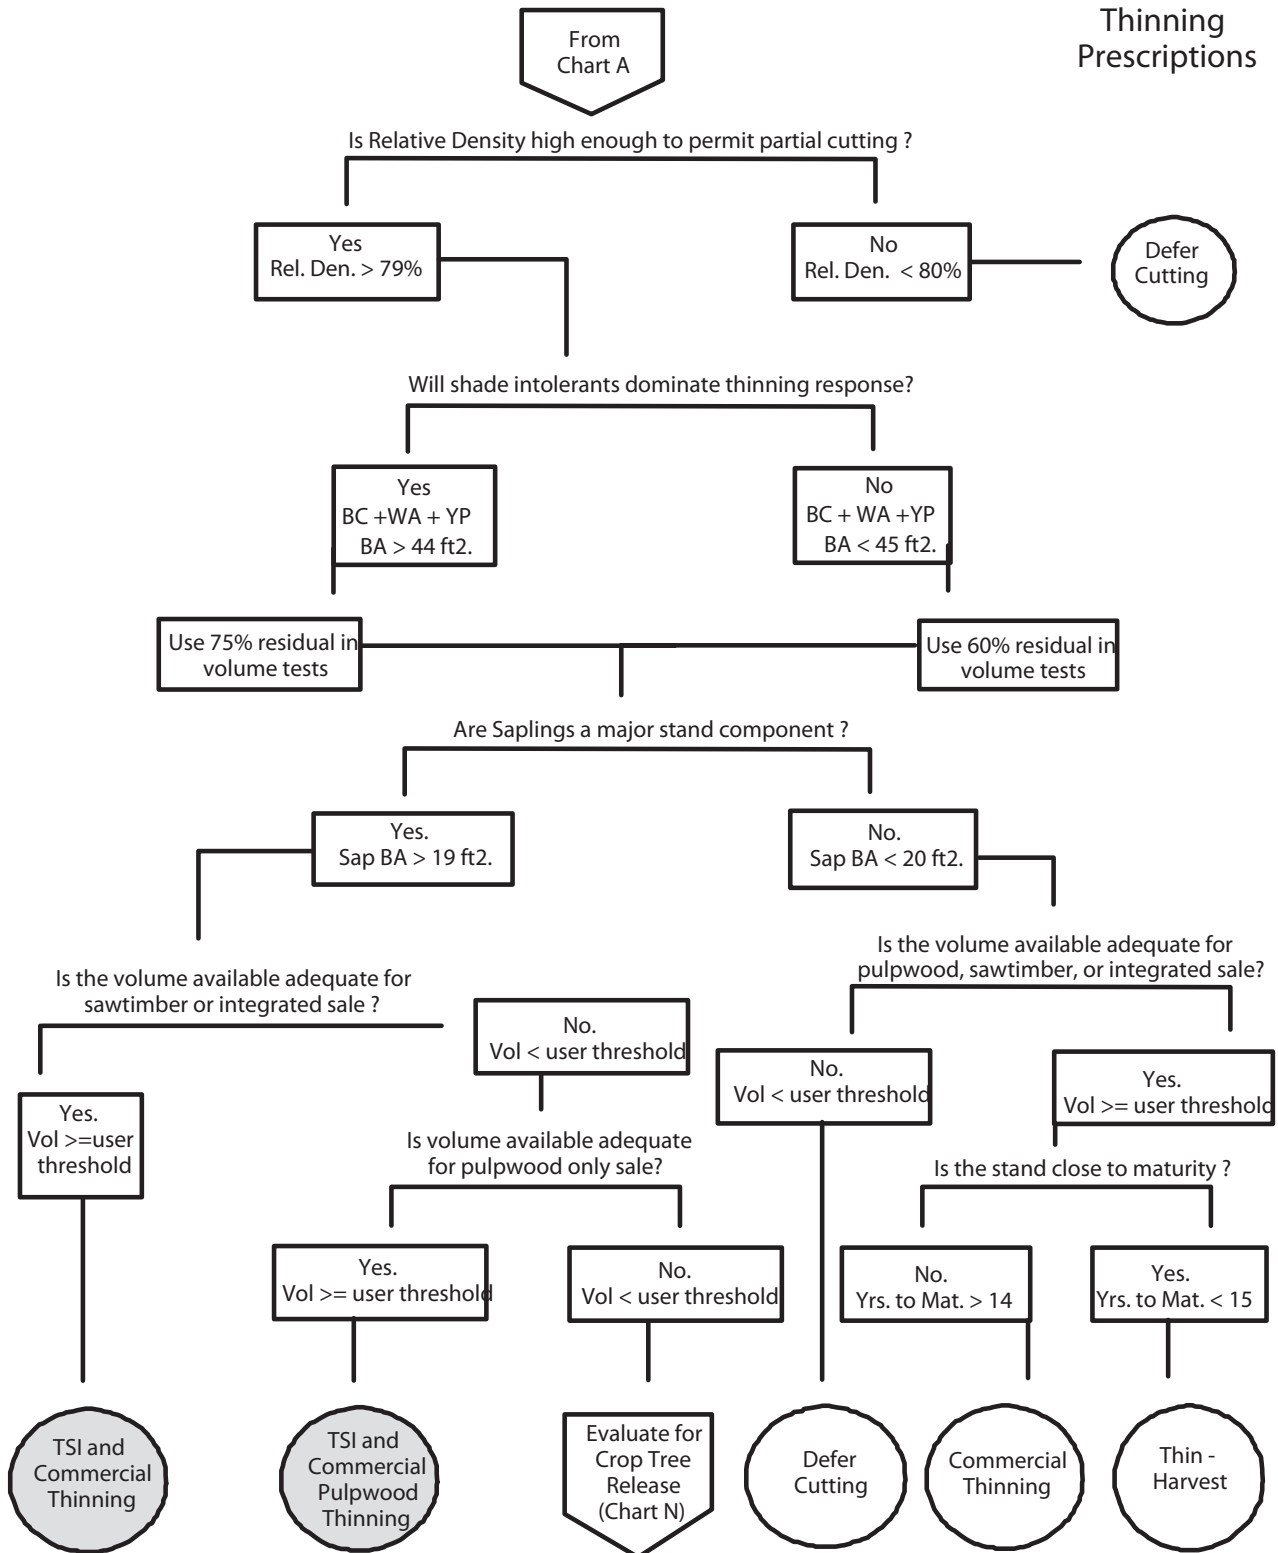 Thinning
Prescriptions
From
Chart A
Is Relative Density high enough to permit partial cutting ?
Yes
Rel. Den. > 79%
No
Rel. Den. < 80%
Defer
Cutting
Will shade intolerants dominate thinning response?
Yes
BC +WA + YP
BA > 44 ft2.
No
BC + WA +YP
BA < 45 ft2.
Use 75% residual in
volume tests
Use 60% residual in
volume tests
Are Saplings a major stand component ?
Yes.
Sap BA > 19 ft2.
No.
Sap BA < 20 ft2.
Is the volume available adequate for
sawtimber or integrated sale ?
Is the volume available adequate for
pulpwood, sawtimber, or integrated sale?
No.
Vol < user threshold
No.
Vol < user threshold
Yes.
Vol >= user threshold
Yes.
Vol >=user
threshold
Is volume available adequate
for pulpwood only sale?
Is the stand close to maturity ?
Yes.
Vol >= user threshold
No.
Vol < user threshold
No.
Yrs. to Mat. > 14
Yes.
Yrs. to Mat. < 15
TSI and
Commercial
Thinning
TSI and
Commercial
Pulpwood
Thinning
Evaluate for
Crop Tree
Release
(Chart N)
Defer
Cutting
Commercial
Thinning
Thin -
Harvest